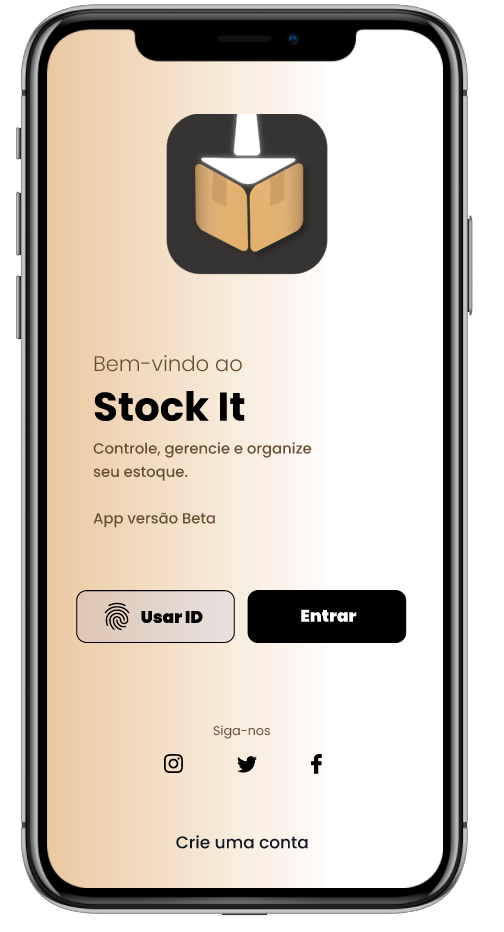 Bem-vindo ao
Stock It
Controle, gerencie e organize
seu estoque.
App versão Beta
Usar ID
Entrar
Siga-nos
Crie uma conta